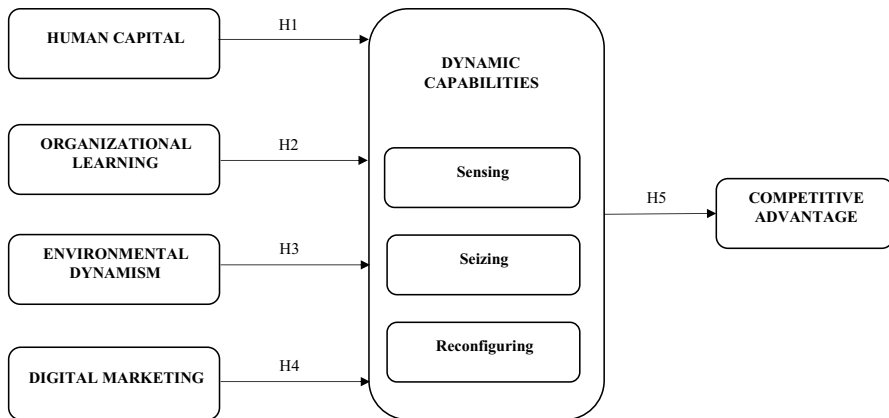 HUMAN CAPITAL
H1
DYNAMIC
CAPABILITIES
ORGANIZATIONAL
LEARNING
H2
Sensing
H5
COMPETITIVE
ADVANTAGE
ENVIRONMENTAL
DYNAMISM
H3
Seizing
Reconfiguring
DIGITAL MARKETING
H4